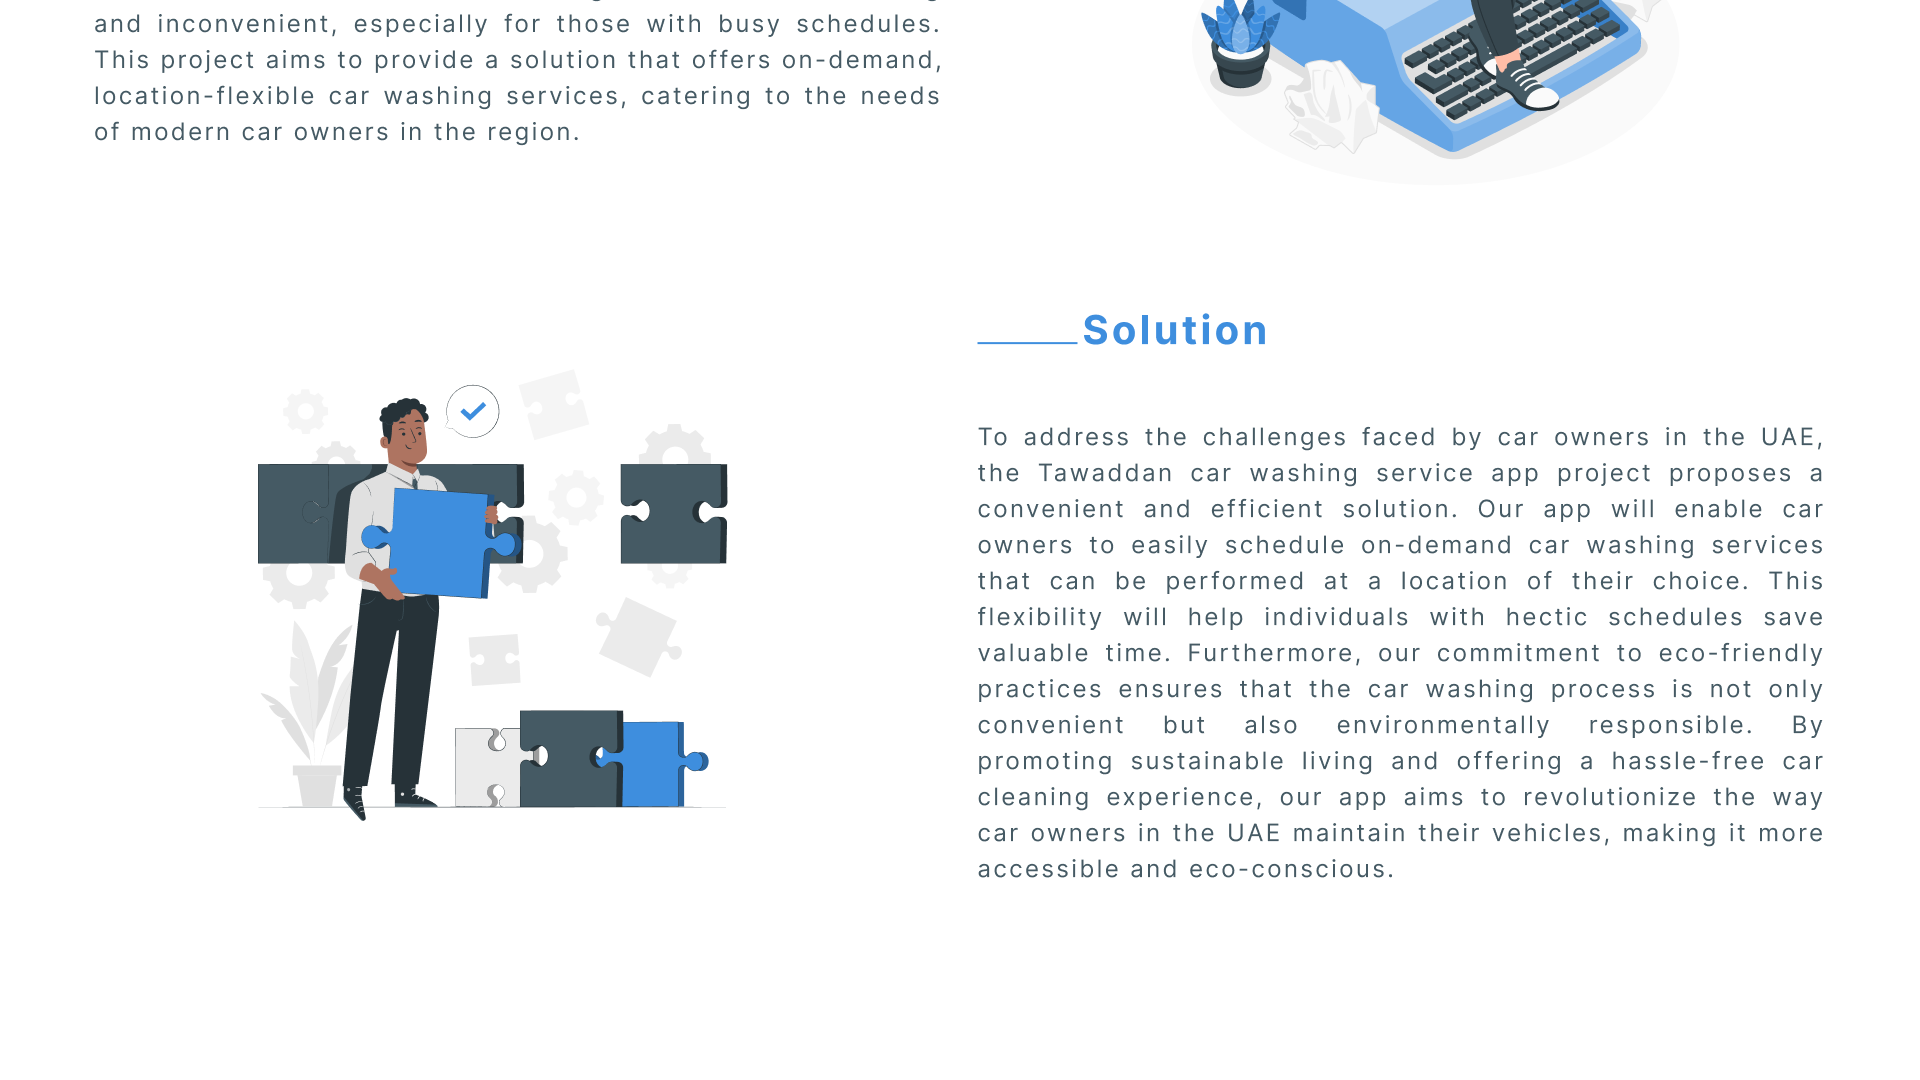 and inconvenient, especially for those with busy schedules.
This project aims to provide a solution that offers on-demand,
location-flexible car washing services, catering to the needs
of modern car owners in the region.
Solution
To address the challenges faced by car owners in the UAE,
the Tawaddan car washing service app project proposes a
convenient and efficient solution. Our app will enable car
owners to easily schedule on-demand car washing services
that can be performed at a location of their choice. This
flexibility will help individuals with hectic schedules save
valuable time. Furthermore, our commitment to eco-friendly
practices ensures that the car washing process is not only
convenient but also environmentally responsible. By
promoting sustainable living and offering a hassle-free car
cleaning experience, our app aims to revolutionize the way
car owners in the UAE maintain their vehicles, making it more
accessible and eco-conscious.